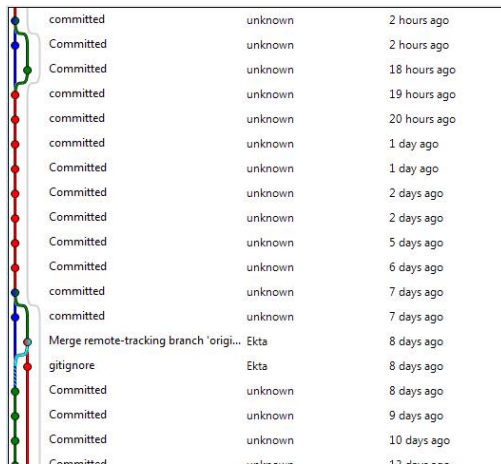 committed unknown 2 hours ago
Committed unknown 2 hours ago
Committed unknown 18 hours ago
committed unknown 19 hours ago
committed unknown 20 hours ago
committed unknown 1 day ago
Committed unknown 1 day ago
Committed unknown 2 days ago
Committed unknown 2 days ago
Committed unknown 5 days ago
Committed unknown 6 days ago
committed unknown 7 days ago
committed unknown 7 days ago
Merge remote-tracking branch 'origi... Ekta 8 days ago
gitignore Ekta 8 days ago
Committed unknown 8 days ago
Committed unknown 9 days ago
Committed unknown 10 days ago
Committed unknown days ago